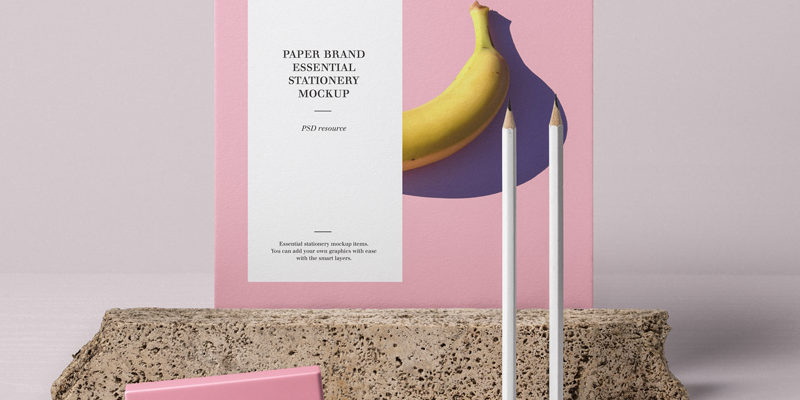 PAPER BRAND
ESSENTIAL
STATIONERY
MOCKUP
PSD resource
Essential stationery mockup items.
You can add your own graphics with ease
with the smart layers.